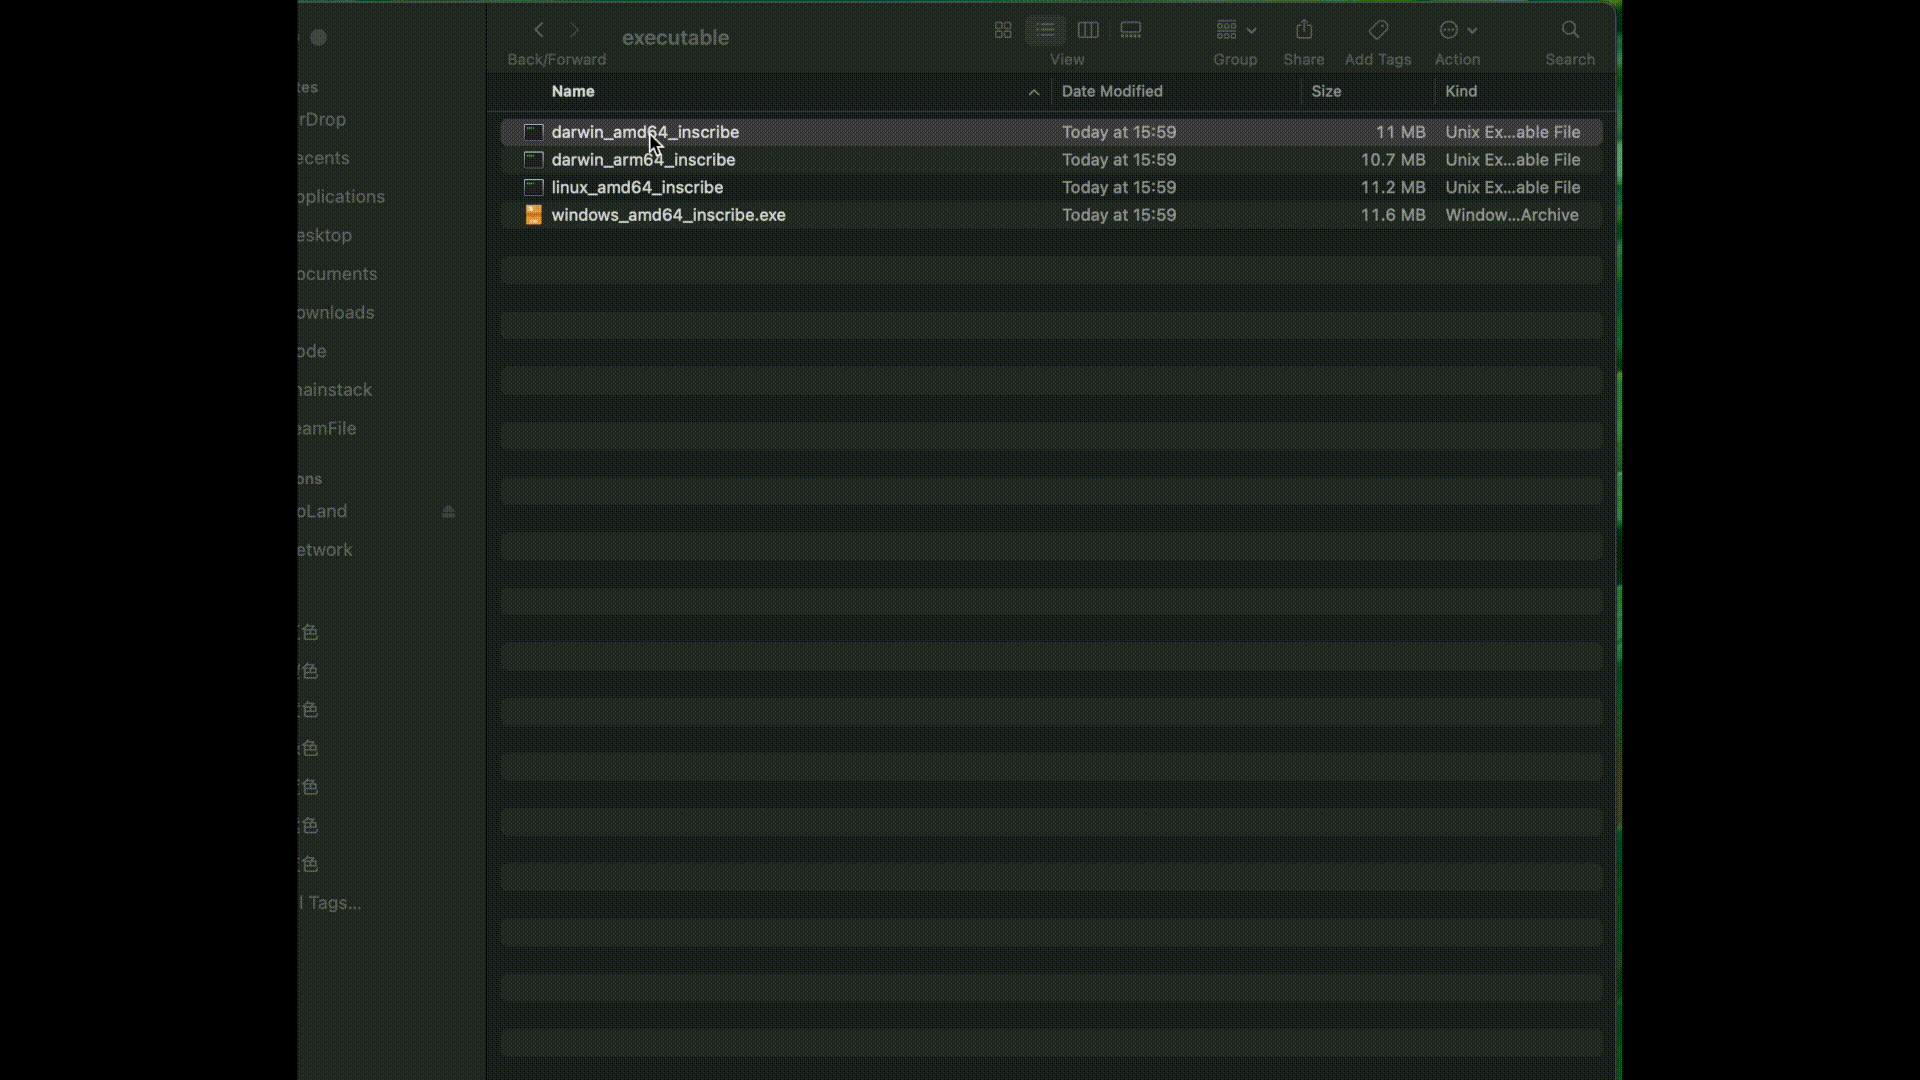 executable
Back/Forward
View
Group
Share
Add Tags
Action
Search
Name
Date Modified
Size
Kind
darwin_amd64_inscribe Today at 15:59 11 MB Unix Ex...able File
darwin_arm64_inscribe Today at 15:59 10.7 MB Unix Ex...able File
linux_amd64_inscribe Today at 15:59 11.2 MB Unix Ex...able File
windows_amd64_inscribe.exe Today at 15:59 11.6 MB Window...Archive
tes
rDrop
ecents
pplications
esktop
ocuments
ownloads
ode
ainstack
eamFile
ons
oLand
etwork
色
色
色
色
色
色
色
l Tags...